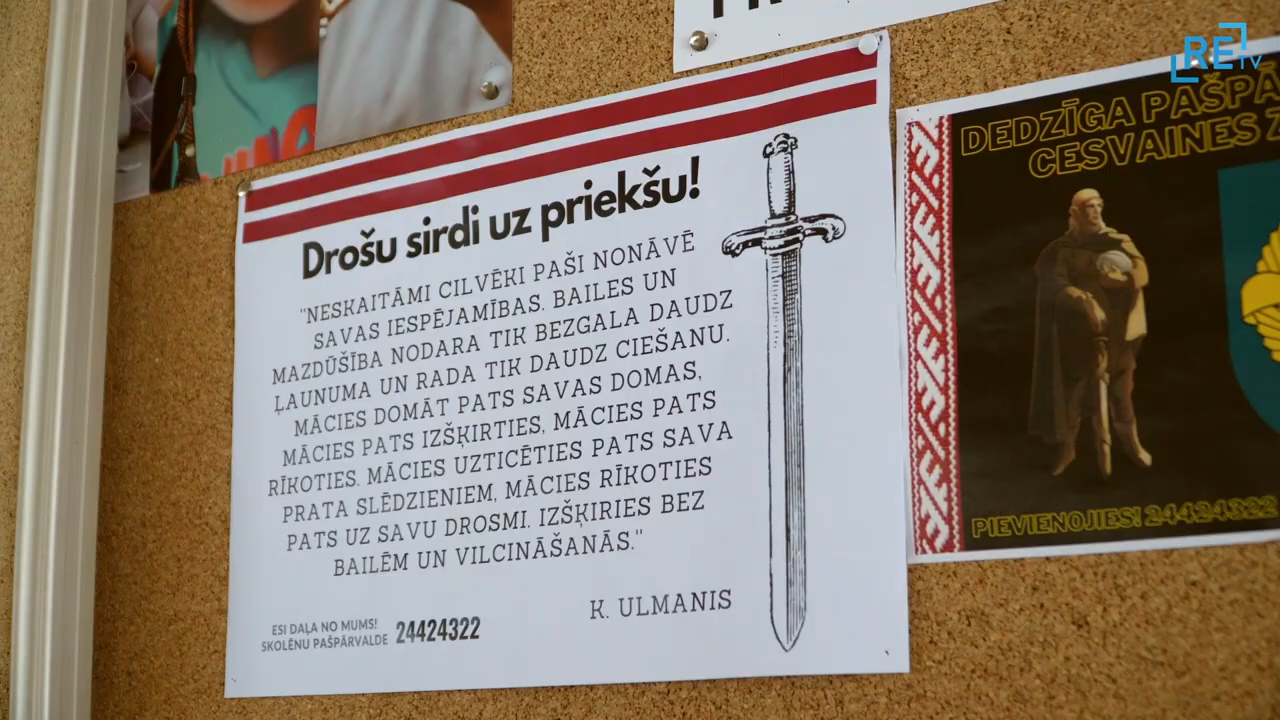 RE TV
Drošu sirdi uz priekšu!
"NESKAITĀMI CILVĒKI PAŠI NONĀVĒ
SAVAS IESPĒJAMĪBAS. BAILES UN
MAZDŪŠĪBA NODARA TIK BEZGALA DAUDZ
ĻAUNUMA UN RADA TIK DAUDZ CIEŠANU.
MĀCIES DOMĀT PATS SAVAS DOMAS,
MĀCIES PATS IZŠĶIRTIES, MĀCIES PATS
RĪKOTIES. MĀCIES UZTICĒTIES PATS SAVA
PRATA SLĒDZIENIEM, MĀCIES RĪKOTIES
PATS UZ SAVU DROSMI. IZŠĶIRIES BEZ
BAILĒM UN VILCINĀŠANĀS."
K. ULMANIS
ESI DAĻA NO MUMS!
SKOLĒNU PAŠPĀRVALDE 24424322
DEDZĪGA PAŠPĀ
CESVAINES
PIEVIENOJIES! 24424322